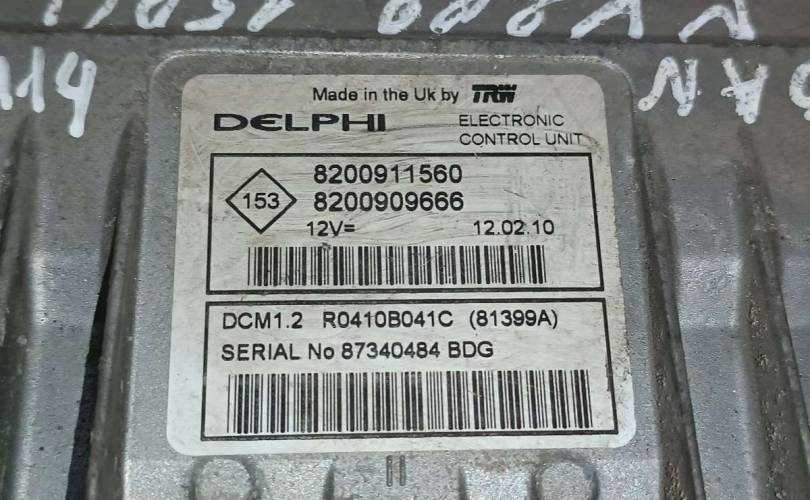 Made in the Uk by TRW
DELPHI
ELECTRONIC
CONTROL UNIT
153
8200911560
8200909666
12V=
12.02.10
DCM1.2 R0410B041C (81399A)
SERIAL No 87340484 BDG